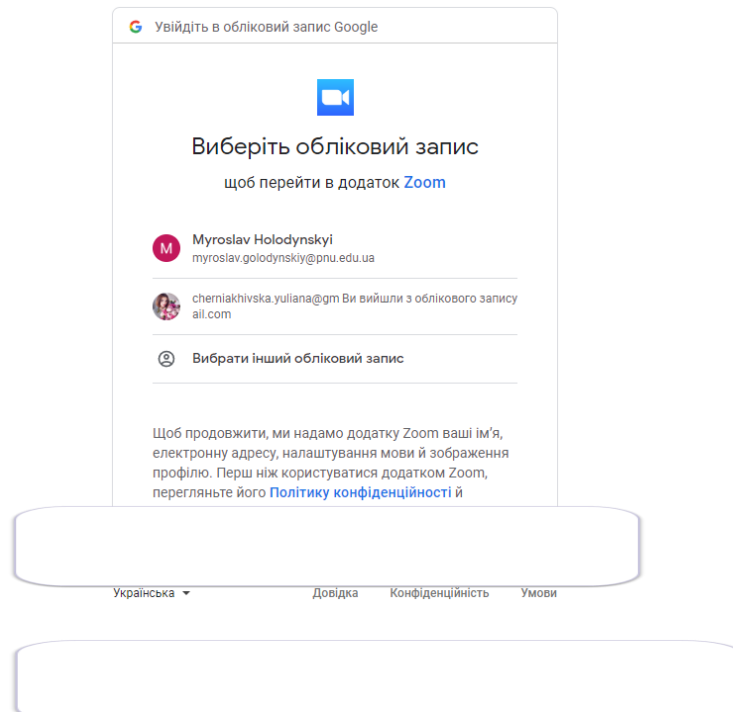 Увійдіть в обліковий запис Google
Виберіть обліковий запис
щоб перейти в додаток Zoom
M
Myroslav Holodynskyi
myroslav.golodynskiy@pnu.edu.ua
cherniakhivska.yuliana@gm Ви вийшли з облікового запису
ail.com
Вибрати інший обліковий запис
Щоб продовжити, ми надамо додатку Zoom ваші ім’я,
електронну адресу, налаштування мови й зображення
профілю. Перш ніж користуватися додатком Zoom,
перегляньте його Політику конфіденційності й
Українська Довідка Конфіденційність Умови